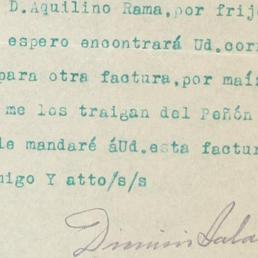 D.Aquilino Rama,por frij
espero encontrará Ud.cor
para otra factura,por maíz
me los traigan del Peñón
le mandaré áUd.esta factur
migo Y atto/s/s